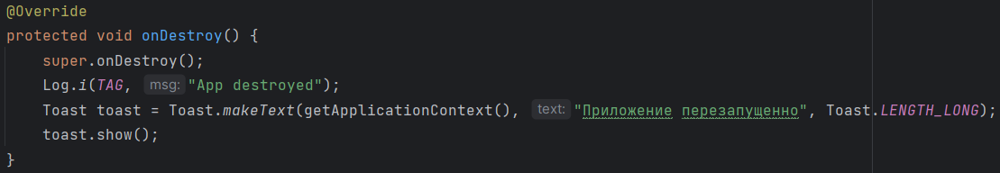 @Override
protected void onDestroy() {
super.onDestroy();
Log.i(TAG, msg: "App destroyed");
Toast toast = Toast.makeText(getApplicationContext(), text: "Приложение перезапущенно", Toast.LENGTH_LONG);
toast.show();
}